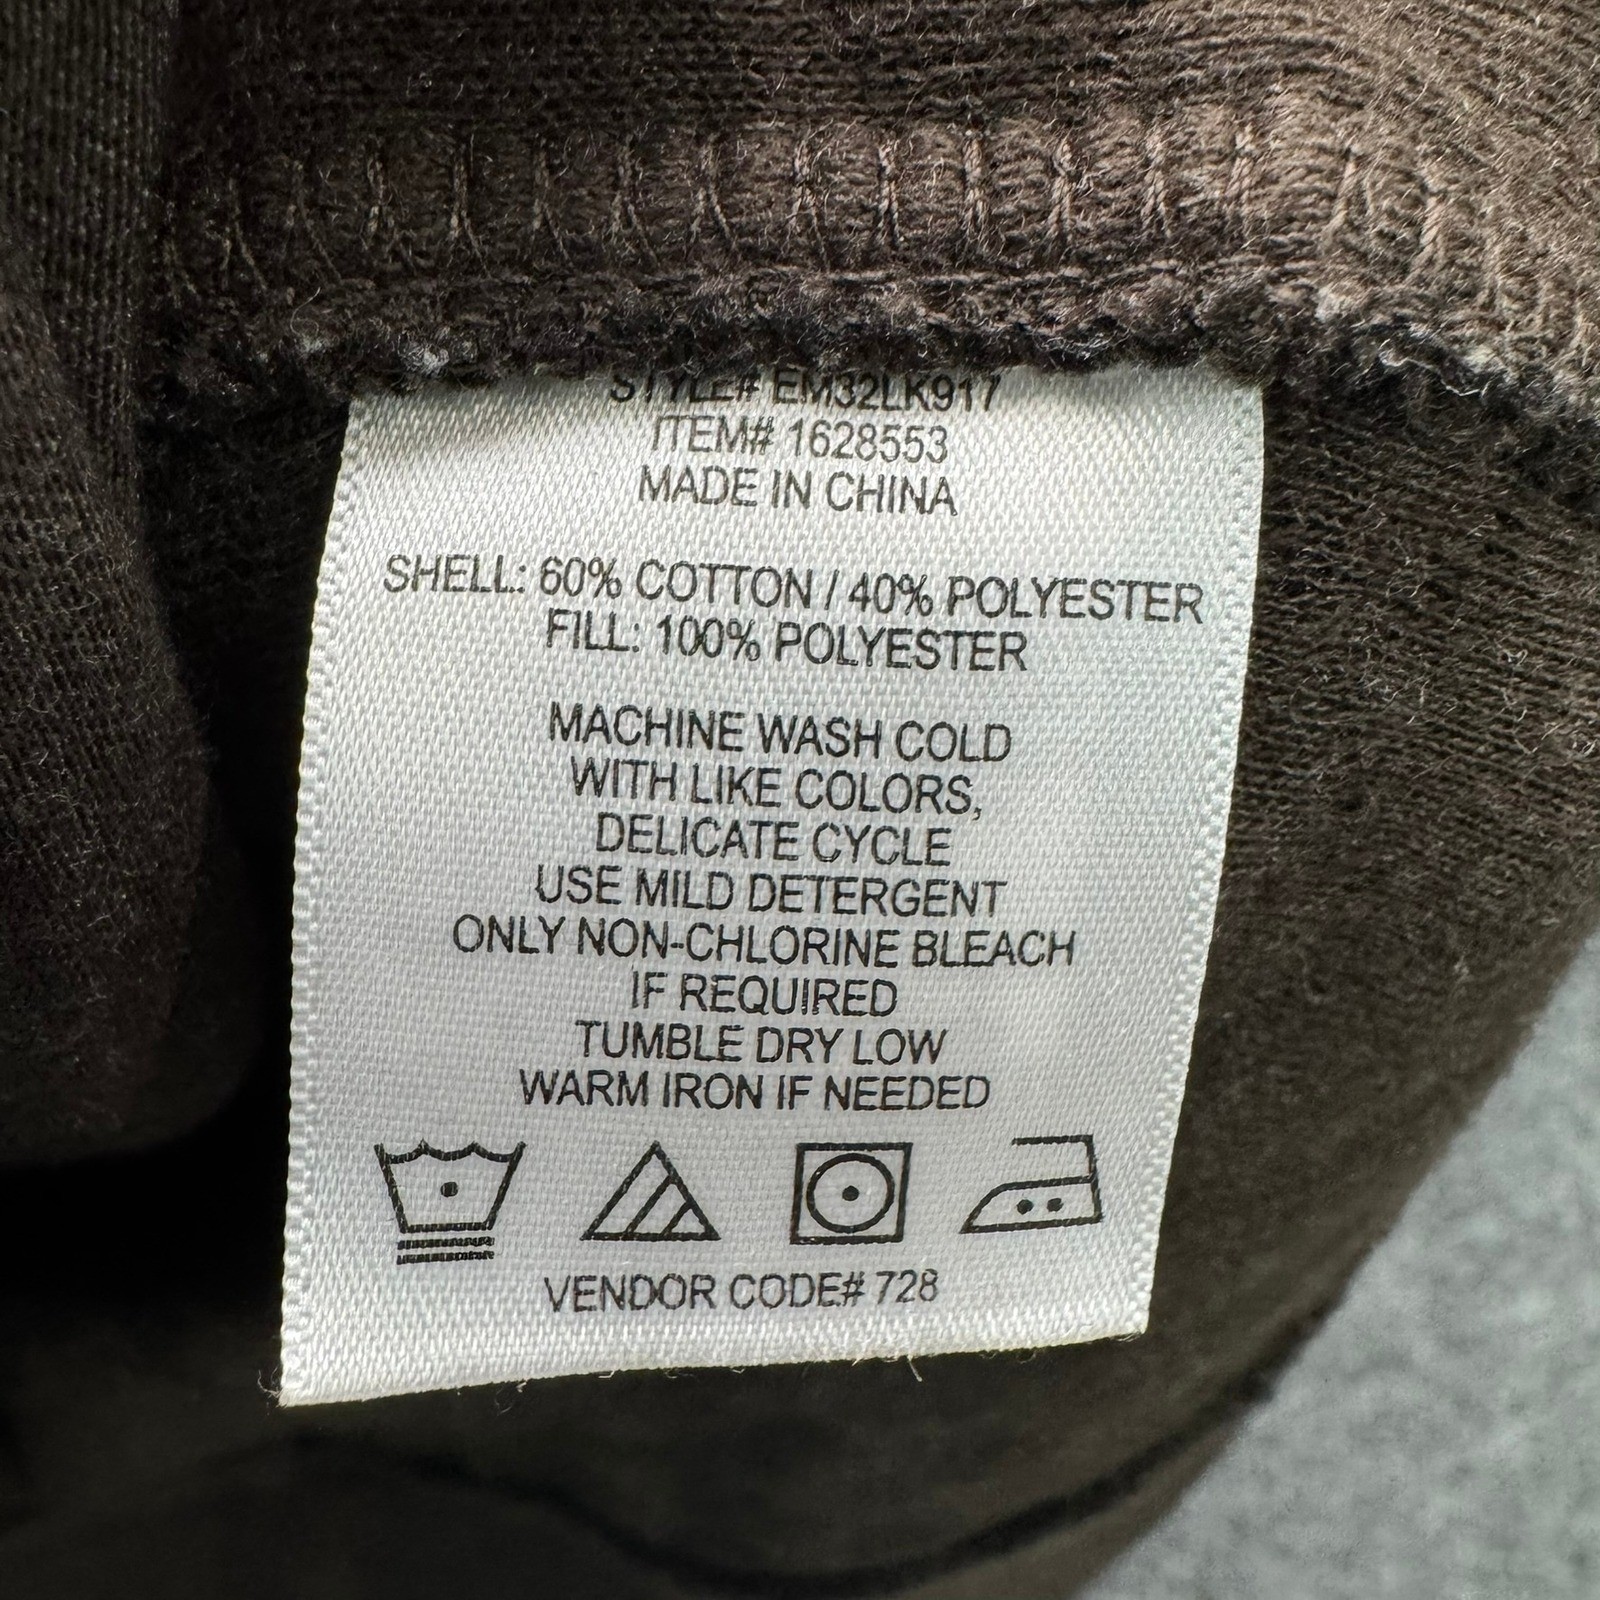 STYLE# EM32LK917
ITEM# 1628553
MADE IN CHINA
SHELL: 60% COTTON / 40% POLYESTER
FILL: 100% POLYESTER
MACHINE WASH COLD
WITH LIKE COLORS,
DELICATE CYCLE
USE MILD DETERGENT
ONLY NON-CHLORINE BLEACH
IF REQUIRED
TUMBLE DRY LOW
WARM IRON IF NEEDED
VENDOR CODE# 728